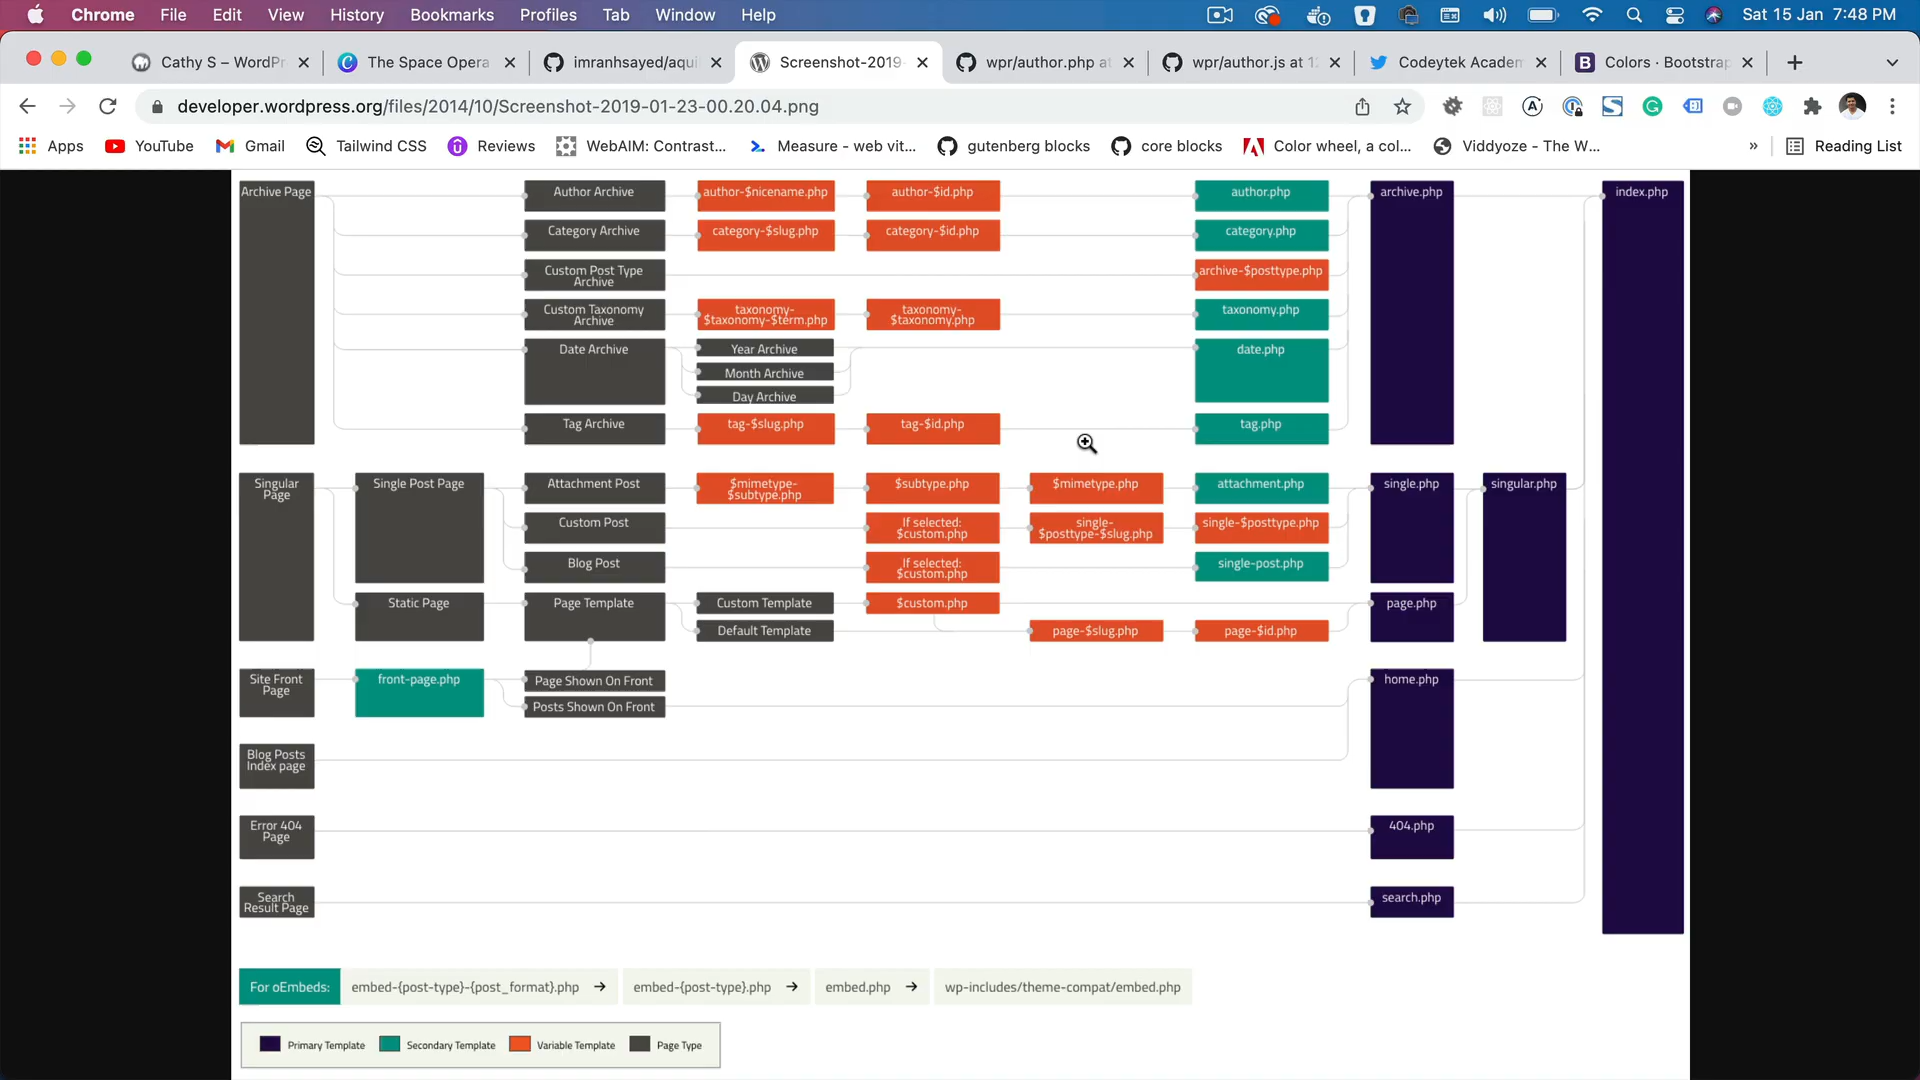 Chrome File Edit View History Bookmarks Profiles Tab Window Help Sat 15 Jan 7:48 PM
Cathy S – WordPr The Space Opera imranhsayed/aqui Screenshot-2019- wpr/author.php at wpr/author.js at 12 Codeytek Academ Colors · Bootstrap
developer.wordpress.org/files/2014/10/Screenshot-2019-01-23-00.20.04.png
Apps YouTube Gmail Tailwind CSS Reviews WebAIM: Contrast... Measure - web vit... gutenberg blocks core blocks Color wheel, a col... Viddyoze - The W... » Reading List
Archive Page Author Archive author-$nicename.php author-$id.php author.php archive.php index.php
Category Archive category-$slug.php category-$id.php category.php
Custom Post Type
Archive
archive-$posttype.php
Custom Taxonomy
Archive
taxonomy-
$taxonomy-$term.php
taxonomy-
$taxonomy.php
taxonomy.php
Date Archive Year Archive date.php
Month Archive
Day Archive
Tag Archive tag-$slug.php tag-$id.php tag.php
Singular
Page
Single Post Page Attachment Post
$mimetype-
$subtype.php
$subtype.php $mimetype.php attachment.php single.php singular.php
Custom Post
If selected:
$custom.php
single-
$posttype-$slug.php
single-$posttype.php
Blog Post
If selected:
$custom.php
single-post.php
Static Page Page Template Custom Template $custom.php page.php
Default Template page-$slug.php page-$id.php
Site Front
Page
front-page.php Page Shown On Front home.php
Posts Shown On Front
Blog Posts
Index page
Error 404
Page
404.php
Search
Result Page
search.php
For oEmbeds: embed-{post-type}-{post_format}.php → embed-{post-type}.php → embed.php → wp-includes/theme-compat/embed.php
Primary Template Secondary Template Variable Template Page Type